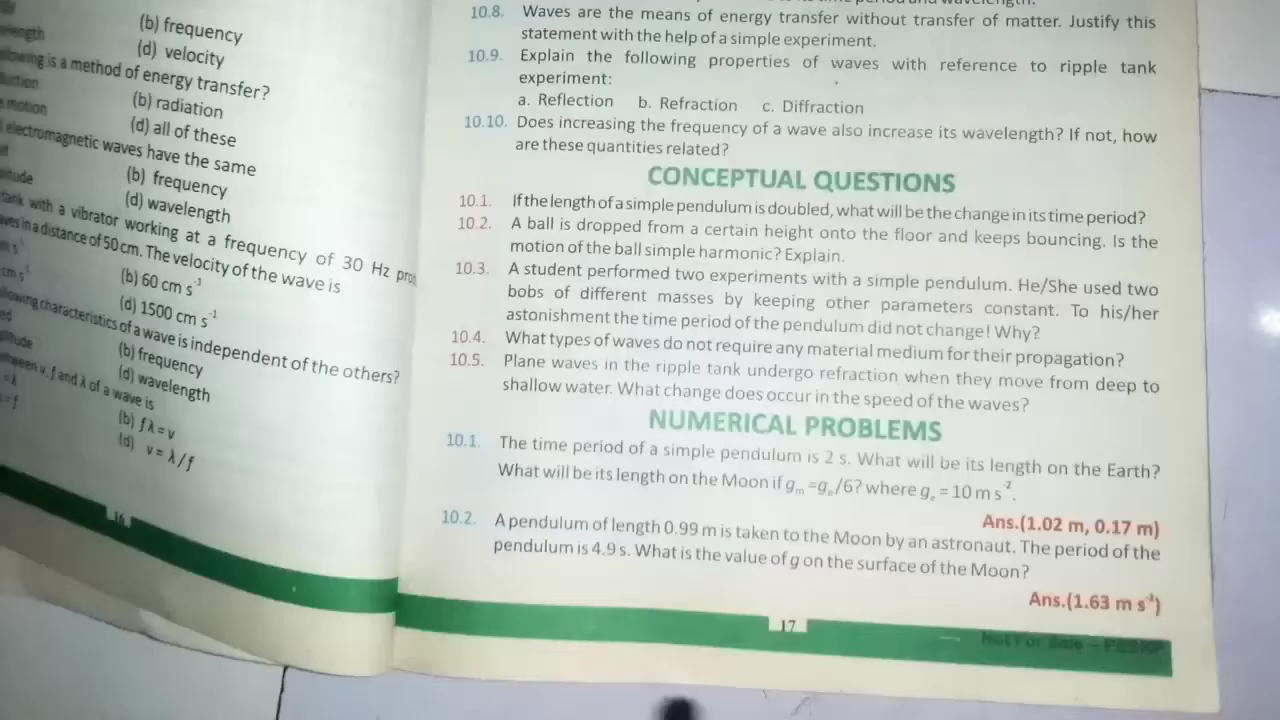 (b) frequency
(d) velocity
is a method of energy transfer?
(b) radiation
motion
(d) all of these
electromagnetic waves have the same
(b) frequency
(d) wavelength
tank with a vibrator working at a frequency of 30 Hz
in a distance of 50 cm. The velocity of the wave is
(b) 60 cm s⁻¹
cm s⁻¹
(d) 1500 cm s⁻¹
characteristics of a wave is independent of the others?
(b) frequency
(d) wavelength
v, f and λ of a wave is
(b) f λ = v
(d) v = λ / f
16
10.8. Waves are the means of energy transfer without transfer of matter. Justify this
statement with the help of a simple experiment.
10.9. Explain the following properties of waves with reference to ripple tank
experiment:
a. Reflection b. Refraction c. Diffraction
10.10. Does increasing the frequency of a wave also increase its wavelength? If not, how
are these quantities related?
CONCEPTUAL QUESTIONS
10.1. If the length of a simple pendulum is doubled, what will be the change in its time period?
10.2. A ball is dropped from a certain height onto the floor and keeps bouncing. Is the
motion of the ball simple harmonic? Explain.
10.3. A student performed two experiments with a simple pendulum. He/She used two
bobs of different masses by keeping other parameters constant. To his/her
astonishment the time period of the pendulum did not change! Why?
10.4. What types of waves do not require any material medium for their propagation?
10.5. Plane waves in the ripple tank undergo refraction when they move from deep to
shallow water. What change does occur in the speed of the waves?
NUMERICAL PROBLEMS
10.1. The time period of a simple pendulum is 2 s. What will be its length on the Earth?
What will be its length on the Moon if gₘ =gₑ/6? where gₑ = 10 m s⁻².
Ans.(1.02 m, 0.17 m)
10.2. A pendulum of length 0.99 m is taken to the Moon by an astronaut. The period of the
pendulum is 4.9 s. What is the value of g on the surface of the Moon?
Ans.(1.63 m s⁻²)
17
Not For Sale – PESRP